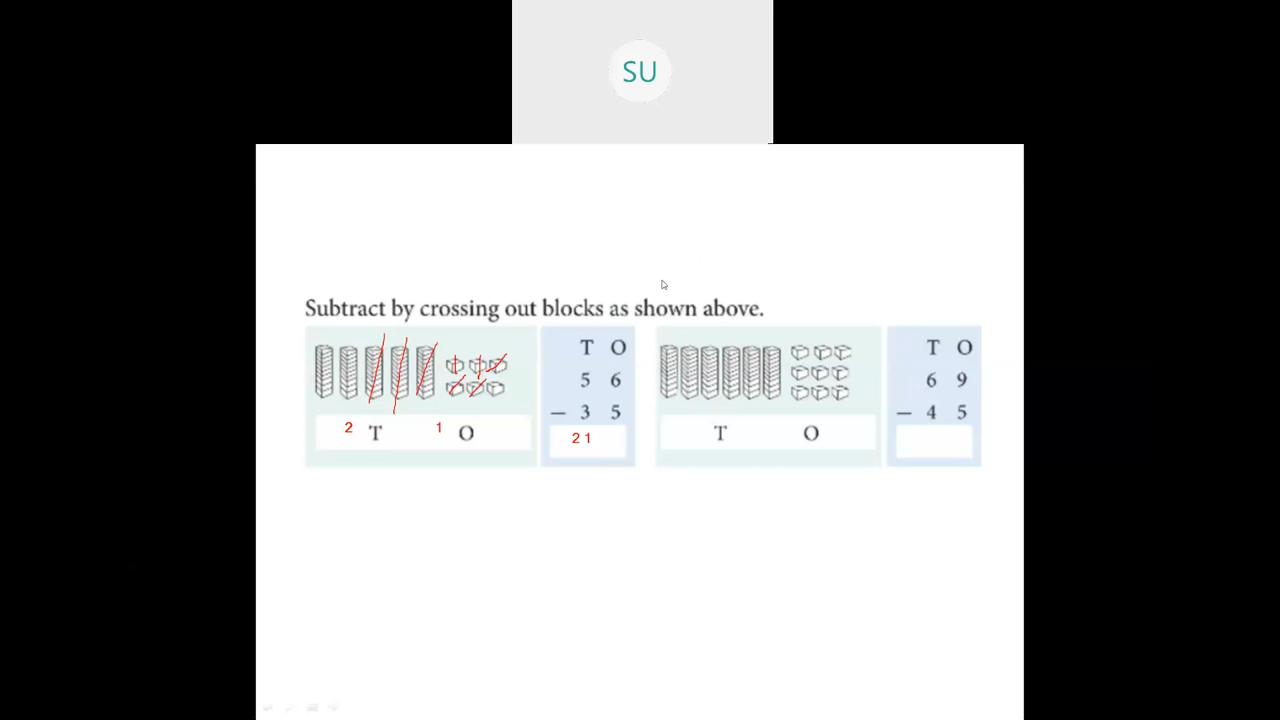 SU
Subtract by crossing out blocks as shown above.
T O
5 6
− 3 5
2 1
2 T 1 O
T O
6 9
− 4 5
T O